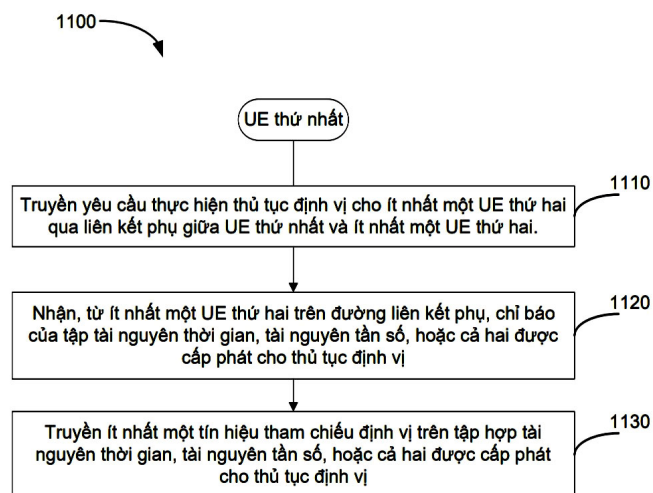 1100
UE thứ nhất
1110
Truyền yêu cầu thực hiện thủ tục định vị cho ít nhất một UE thứ hai
qua liên kết phụ giữa UE thứ nhất và ít nhất một UE thứ hai.
1120
Nhận, từ ít nhất một UE thứ hai trên đường liên kết phụ, chỉ báo
của tập tài nguyên thời gian, tài nguyên tần số, hoặc cả hai được
cấp phát cho thủ tục định vị
1130
Truyền ít nhất một tín hiệu tham chiếu định vị trên tập hợp tài
nguyên thời gian, tài nguyên tần số, hoặc cả hai được cấp phát
cho thủ tục định vị